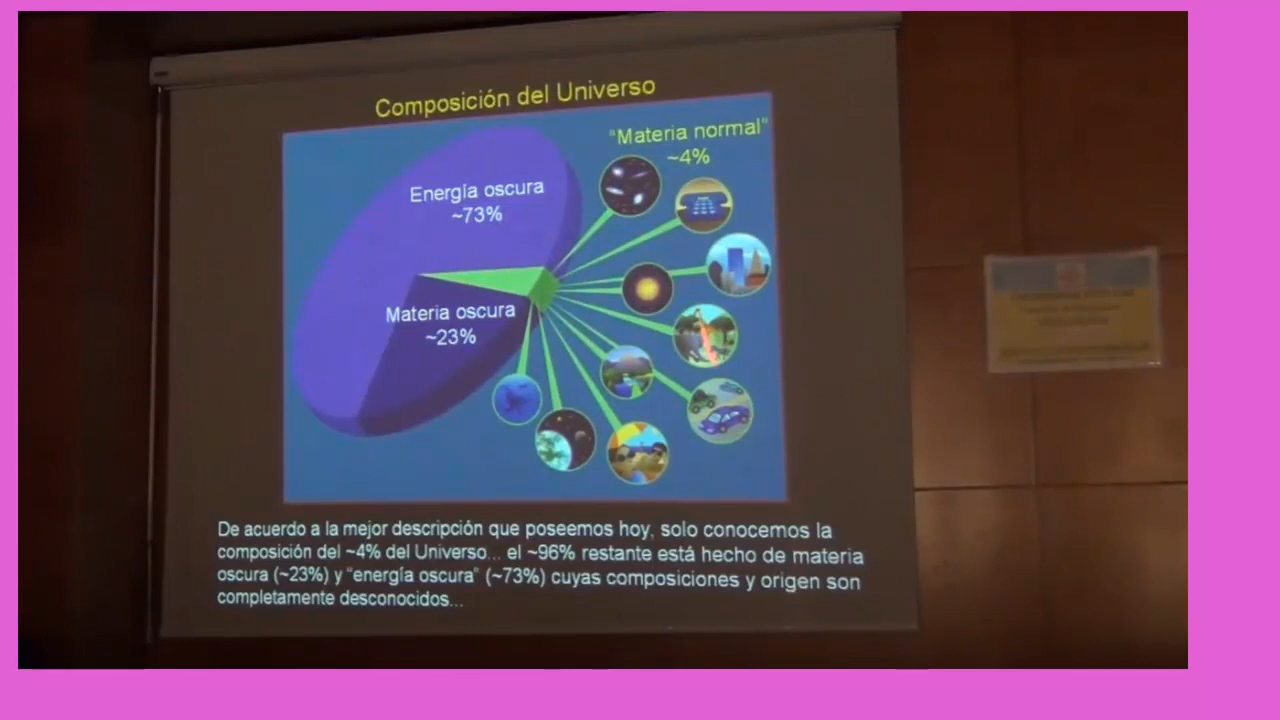 Composición del Universo
"Materia normal"
~4%
Energía oscura
~73%
Materia oscura
~23%
De acuerdo a la mejor descripción que poseemos hoy, solo conocemos la
composición del ~4% del Universo... el ~96% restante está hecho de materia
oscura (~23%) y "energía oscura" (~73%) cuyas composiciones y origen son
completamente desconocidos...